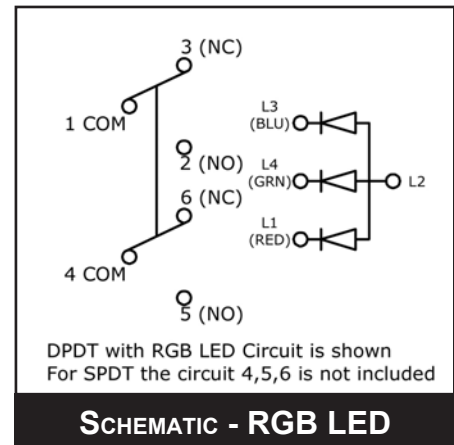 3 (NC)
1 COM
2 (NO)
6 (NC)
4 COM
5 (NO)
L3
(BLU)
L4
(GRN)
L2
L1
(RED)
DPDT with RGB LED Circuit is shown
For SPDT the circuit 4,5,6 is not included
SCHEMATIC - RGB LED